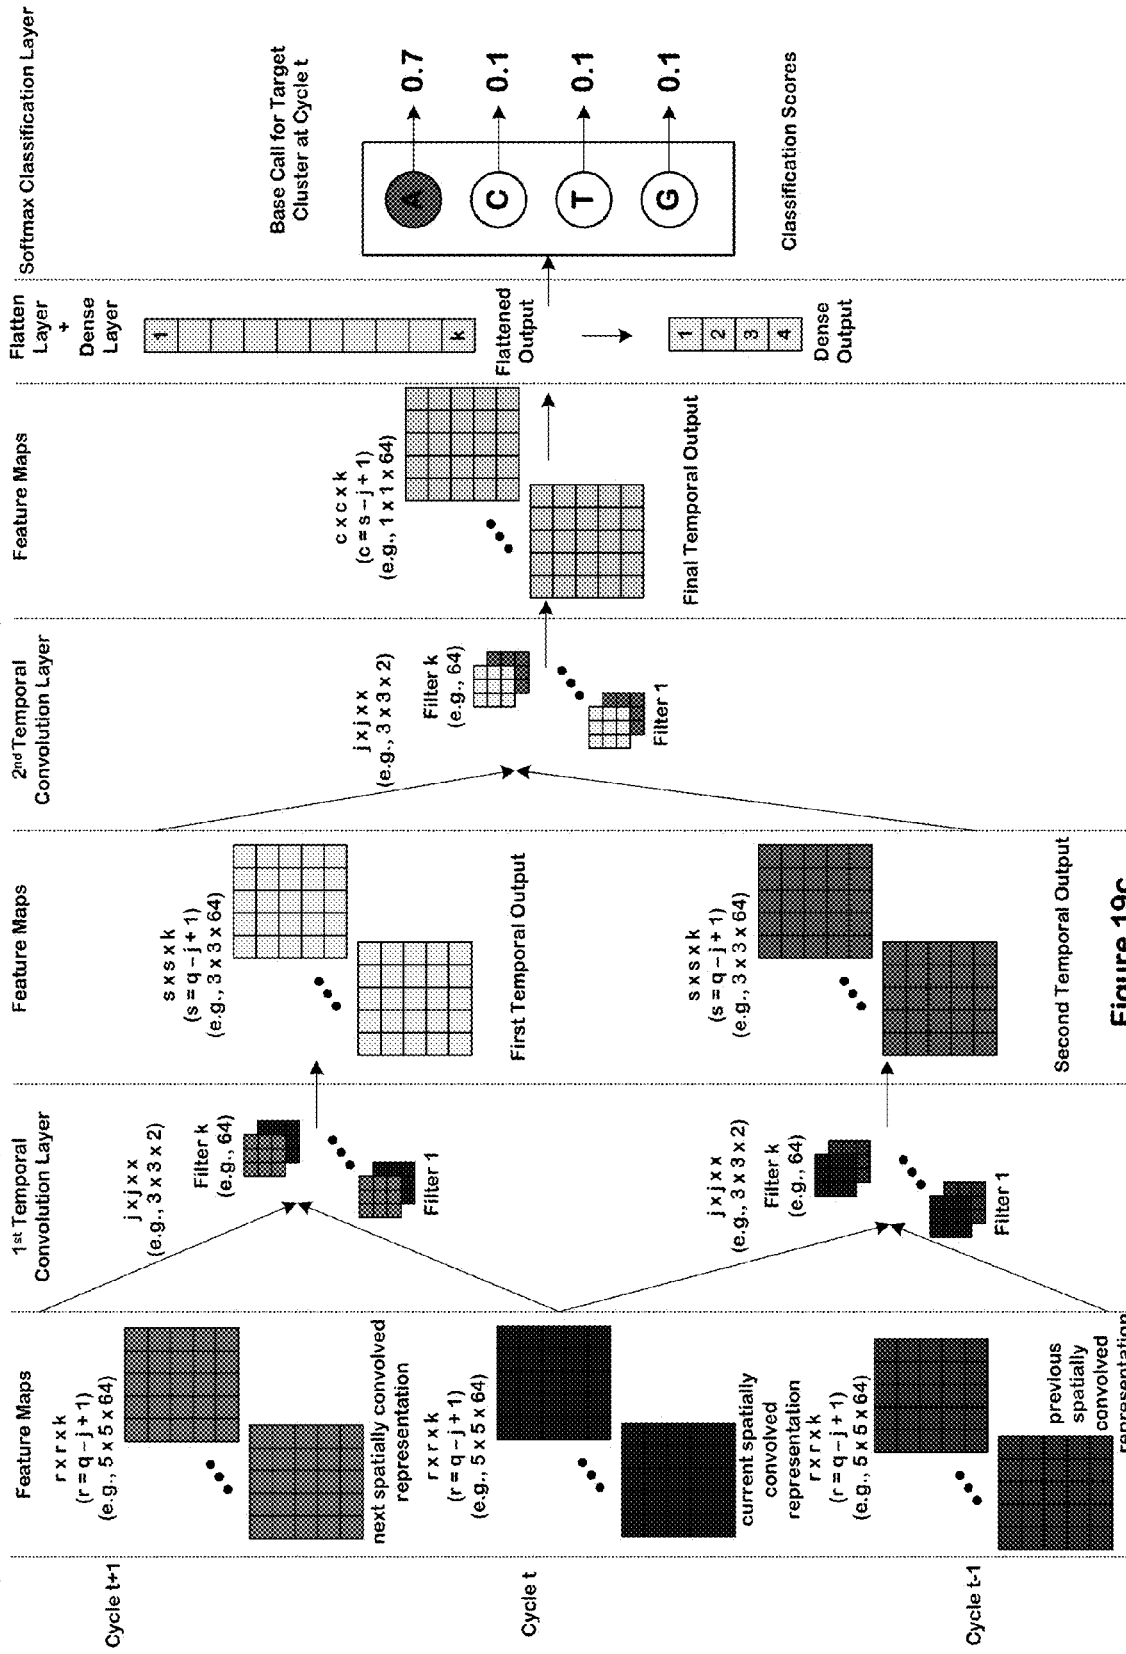 Cycle t+1
Cycle t
Cycle t-1
Feature Maps
r x r x k
(r = q – j + 1)
(e.g., 5 x 5 x 64)
next spatially convolved
representation
r x r x k
(r = q – j + 1)
(e.g., 5 x 5 x 64)
current spatially
convolved
representation
r x r x k
(r = q – j + 1)
(e.g., 5 x 5 x 64)
previous
spatially
convolved
representation
1st Temporal
Convolution Layer
j x j x x
(e.g., 3 x 3 x 2)
Filter k
(e.g., 64)
Filter 1
j x j x x
(e.g., 3 x 3 x 2)
Filter k
(e.g., 64)
Filter 1
Feature Maps
s x s x k
(s = q – j + 1)
(e.g., 3 x 3 x 64)
First Temporal Output
s x s x k
(s = q – j + 1)
(e.g., 3 x 3 x 64)
Second Temporal Output
2nd Temporal
Convolution Layer
j x j x x
(e.g., 3 x 3 x 2)
Filter k
(e.g., 64)
Filter 1
Feature Maps
c x c x k
(c = s – j + 1)
(e.g., 1 x 1 x 64)
Final Temporal Output
Flatten
Layer
+
Dense
Layer
1
k
Flattened
Output
1
2
3
4
Dense
Output
Softmax Classification Layer
Base Call for Target
Cluster at Cycle t
A 0.7
C 0.1
T 0.1
G 0.1
Classification Scores
Figure 19c